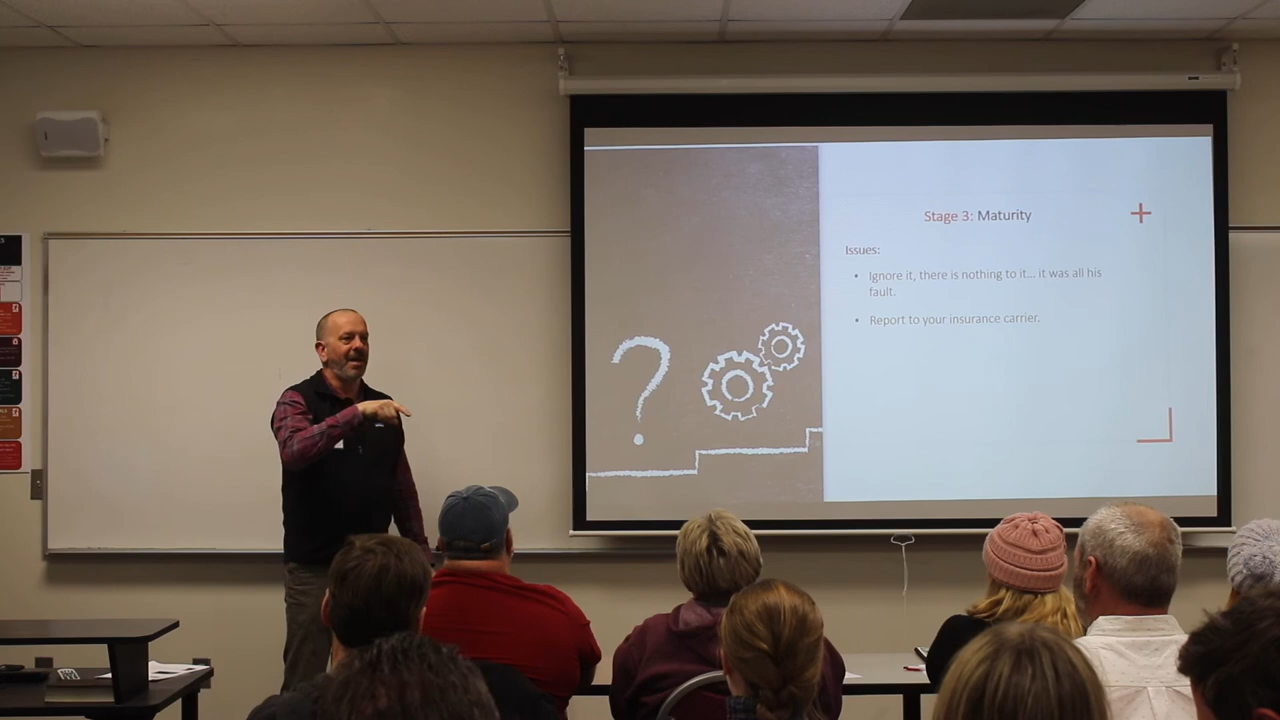 Stage 3: Maturity
Issues:
• Ignore it, there is nothing to it... it was all his
fault.
• Report to your insurance carrier.